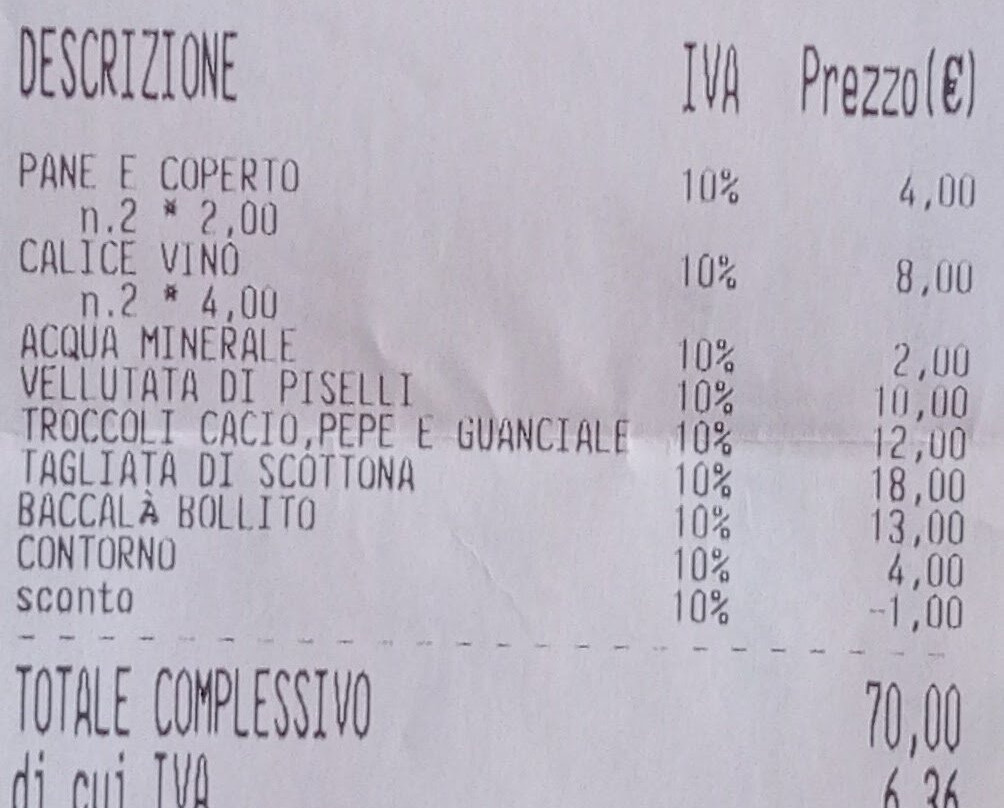 DESCRIZIONE IVA Prezzo(€)
PANE E COPERTO 10% 4,00
n.2 * 2,00
CALICE VINO 10% 8,00
n.2 * 4,00
ACQUA MINERALE 10% 2,00
VELLUTATA DI PISELLI 10% 10,00
TROCCOLI CACIO,PEPE E GUANCIALE 10% 12,00
TAGLIATA DI SCOTTONA 10% 18,00
BACCALÀ BOLLITO 10% 13,00
CONTORNO 10% 4,00
sconto 10% -1,00
TOTALE COMPLESSIVO 70,00
di cui IVA 6,36